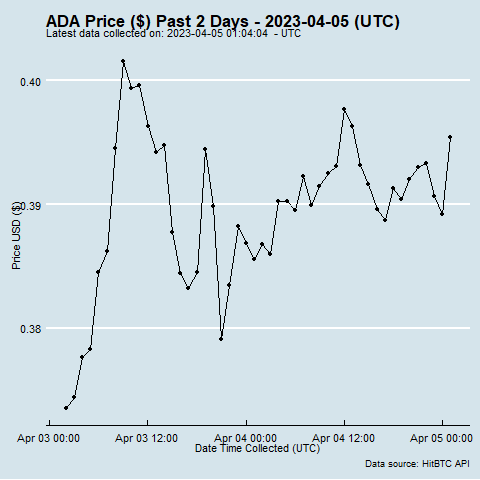 ADA Price ($) Past 2 Days - 2023-04-05 (UTC)
Latest data collected on: 2023-04-05 01:04:04 - UTC
0.40
0.39
0.38
Price USD ($)
Apr 03 00:00
Apr 03 12:00
Apr 04 00:00
Apr 04 12:00
Apr 05 00:00
Date Time Collected (UTC)
Data source: HitBTC API